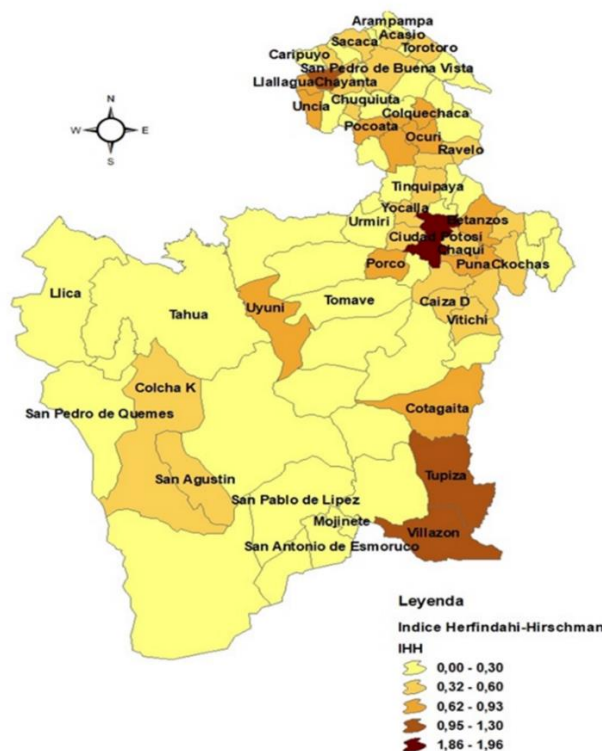 Arampampa
Acasio
Sacaca
Torotoro
Caripuyo
San Pedro de Buena Vista
Llallagua
Chayanta
Uncia
Chuquiuta
Colquechaca
Pocoata
Ocuri
Ravelo
N
W
E
S
Tinquipaya
Yocalla
Betanzos
Urmiri
Ciudad Potosi
Chaqui
Porco
Puna
Ckochas
Llica
Tahua
Uyuni
Tomave
Caiza D
Vitichi
Colcha K
San Pedro de Quemes
Cotagaita
San Agustin
Tupiza
San Pablo de Lipez
Mojinete
Villazon
San Antonio de Esmoruco
Leyenda
Indice Herfindahi-Hirschman
IHH
0,00 - 0,30
0,32 - 0,60
0,62 - 0,93
0,95 - 1,30
1,86 - 1,96